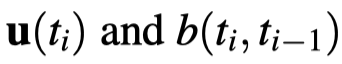 u(tᵢ) and b(tᵢ, tᵢ₋₁)